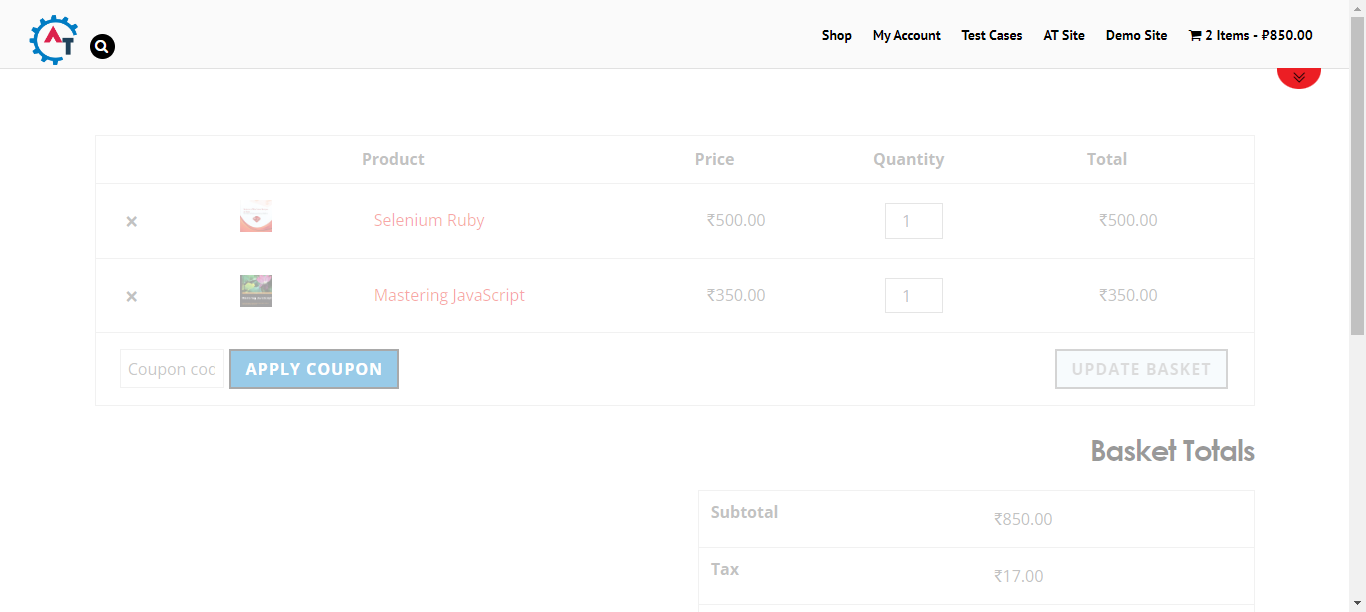 AT
Shop My Account Test Cases AT Site Demo Site 2 Items - ₽850.00
Product Price Quantity Total
× Selenium Ruby ₹500.00 1 ₹500.00
× Mastering JavaScript ₹350.00 1 ₹350.00
Coupon coc APPLY COUPON UPDATE BASKET
Basket Totals
Subtotal ₹850.00
Tax ₹17.00